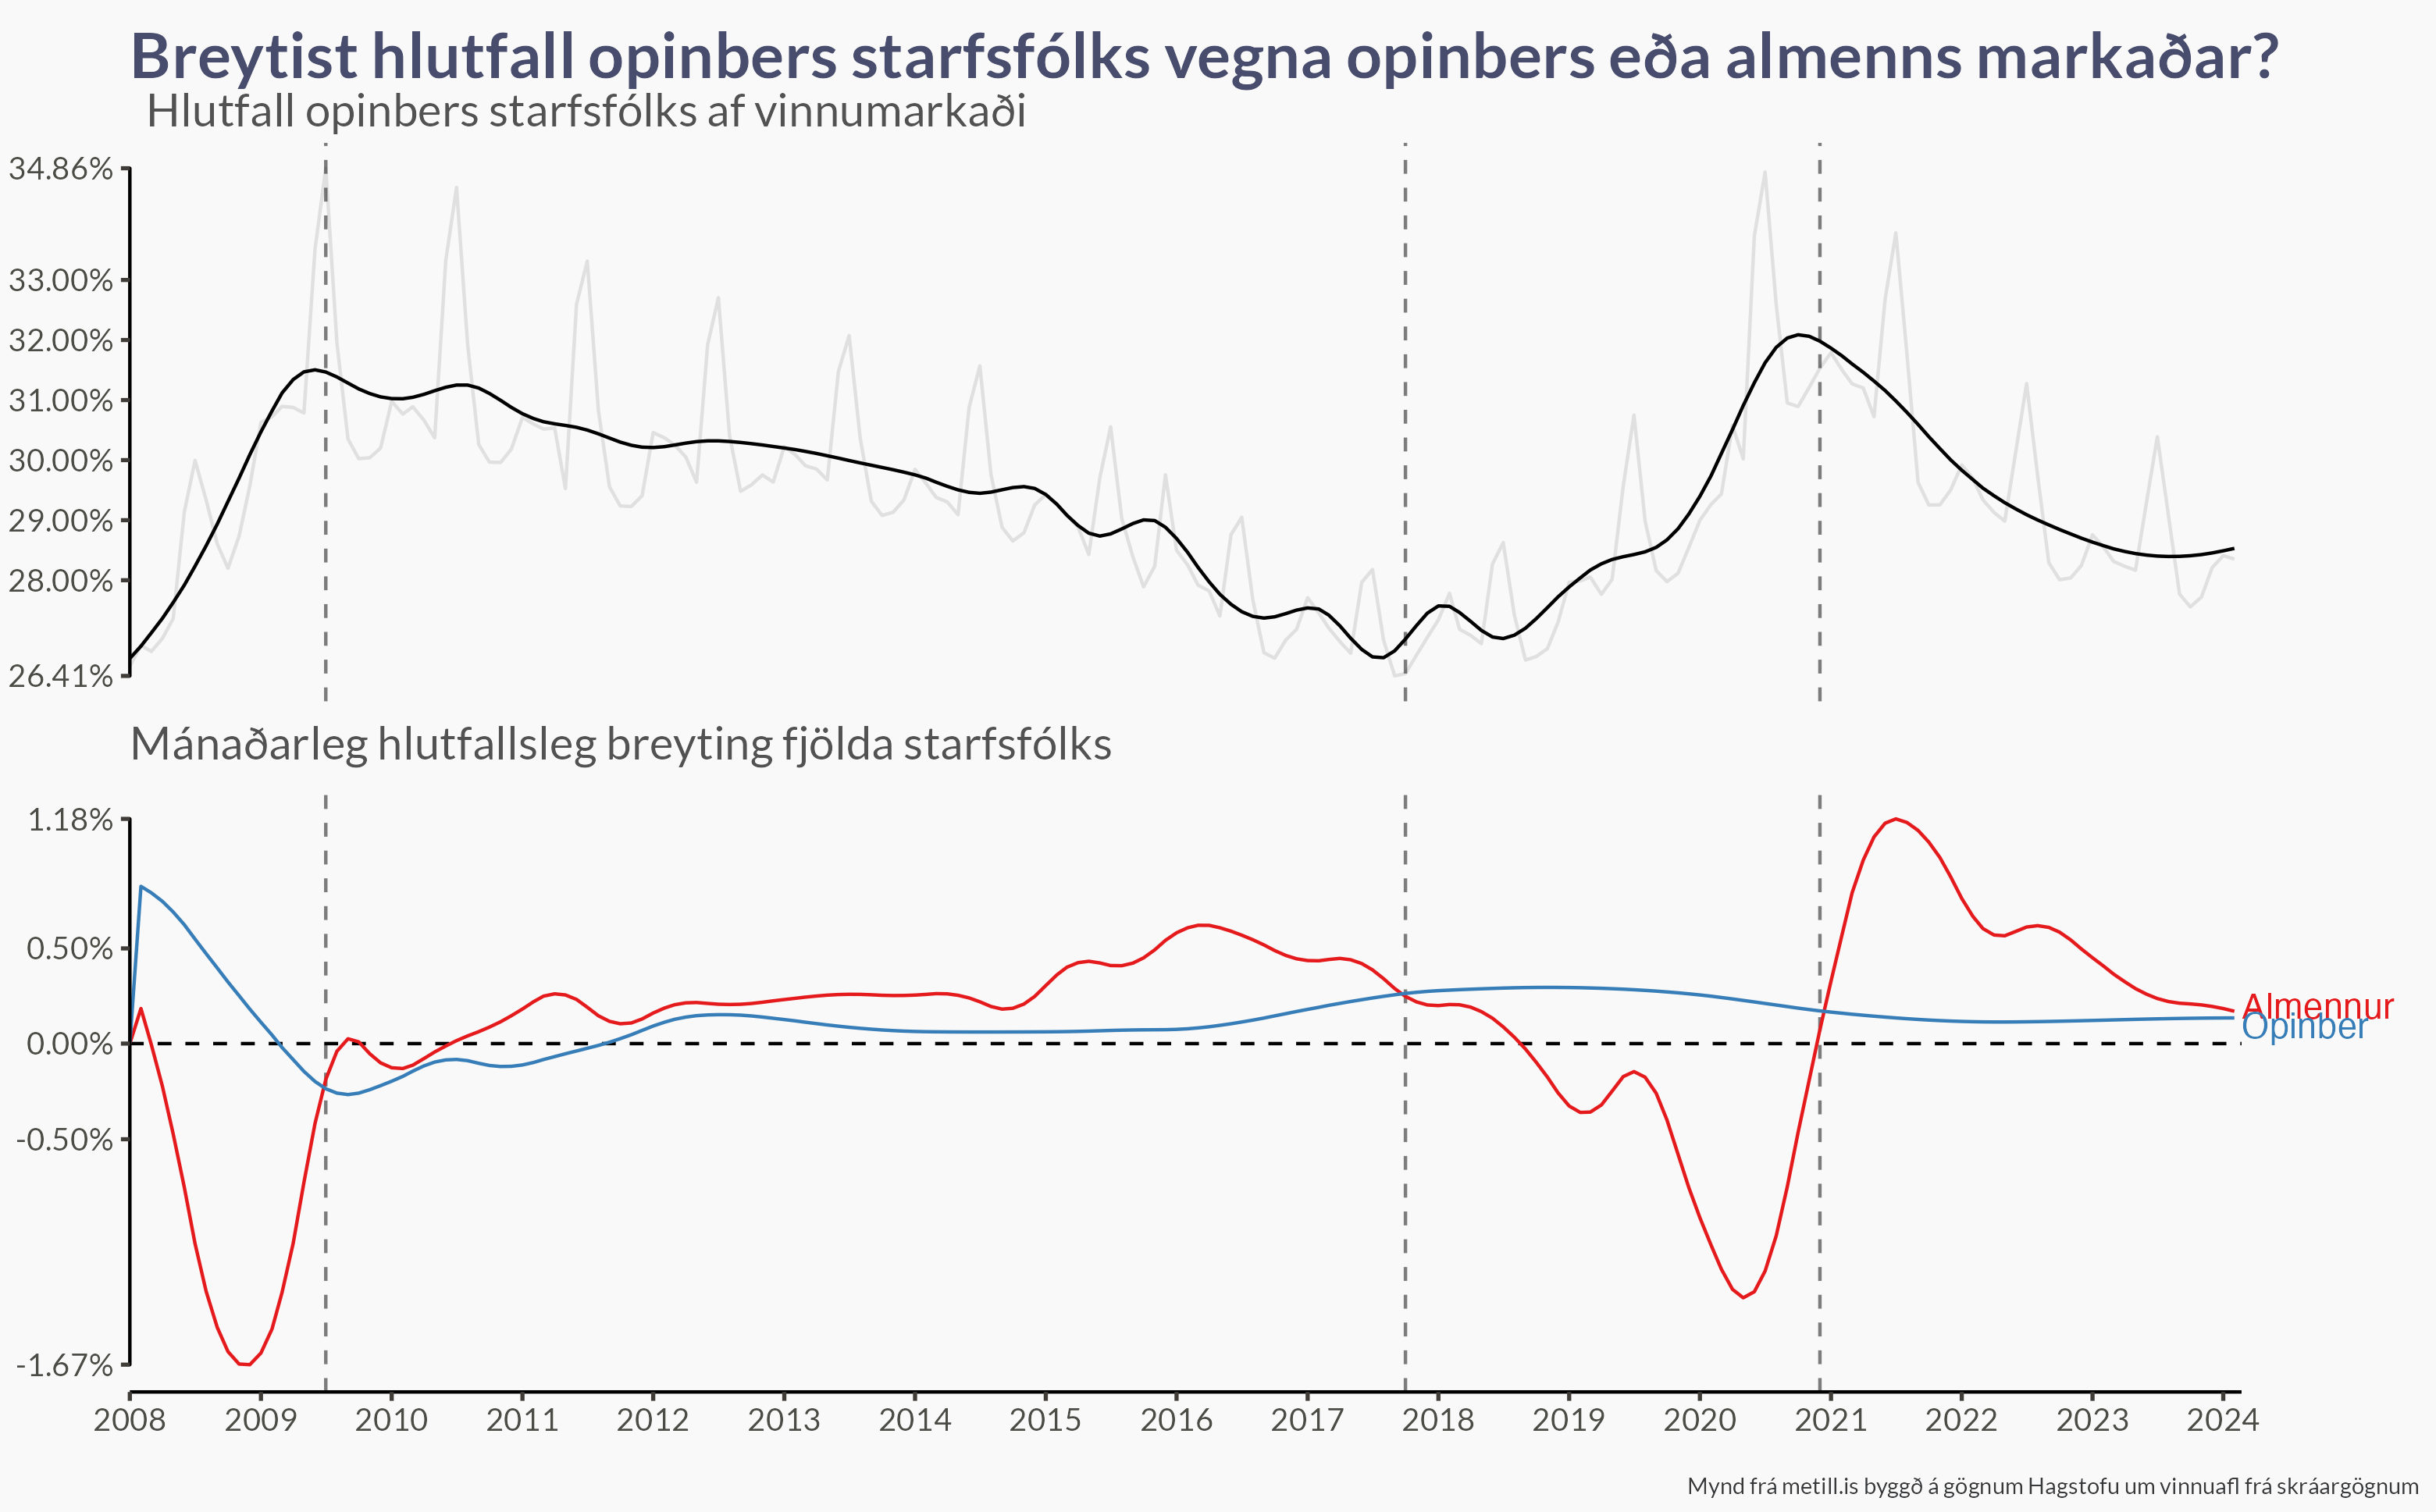 Breytist hlutfall opinbers starfsfólks vegna opinbers eða almenns markaðar?
Hlutfall opinbers starfsfólks af vinnumarkaði
34.86%
33.00%
32.00%
31.00%
30.00%
29.00%
28.00%
26.41%
Mánaðarleg hlutfallsleg breyting fjölda starfsfólks
1.18%
0.50%
0.00%
-0.50%
-1.67%
Almennur
Opinber
2008 2009 2010 2011 2012 2013 2014 2015 2016 2017 2018 2019 2020 2021 2022 2023 2024
Mynd frá metill.is byggð á gögnum Hagstofu um vinnuafl frá skráargögnum